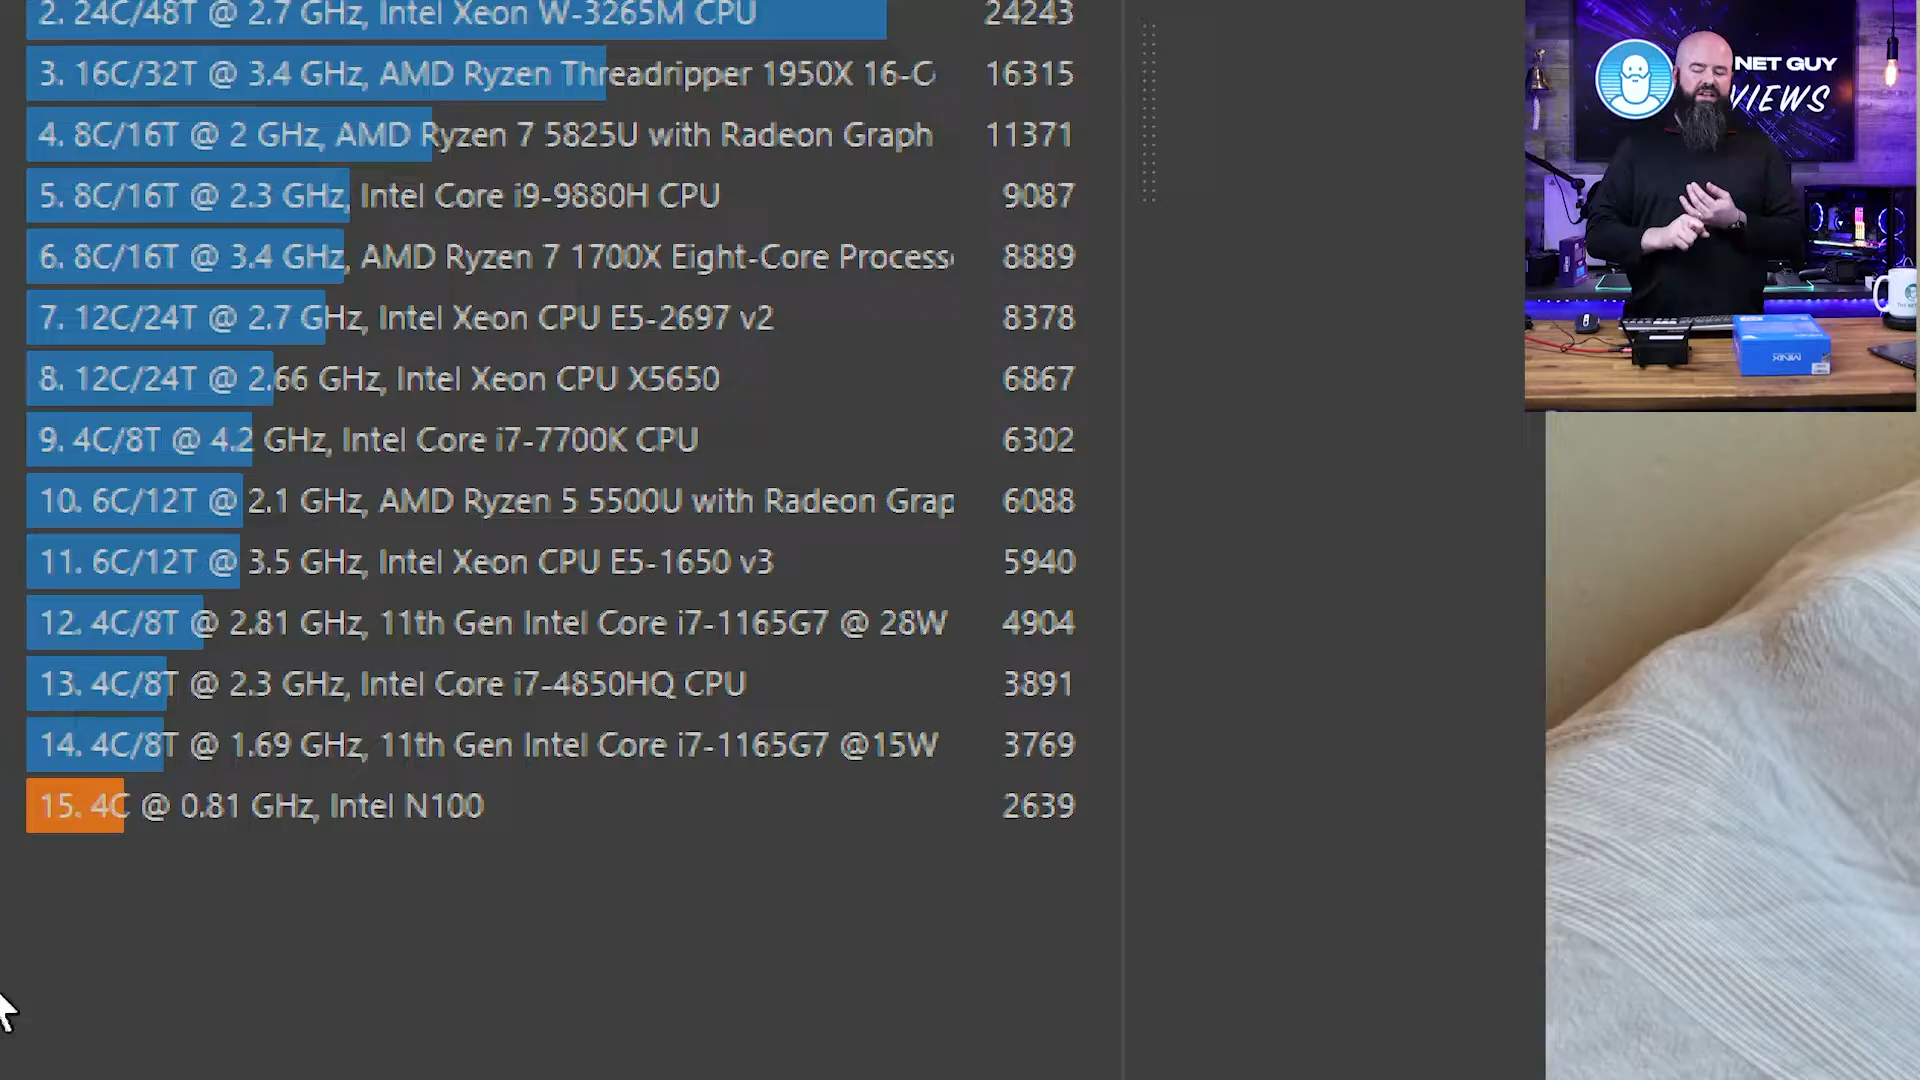 2. 24C/48T @ 2.7 GHz, Intel Xeon W-3265M CPU 24243
3. 16C/32T @ 3.4 GHz, AMD Ryzen Threadripper 1950X 16-C 16315
4. 8C/16T @ 2 GHz, AMD Ryzen 7 5825U with Radeon Graph 11371
5. 8C/16T @ 2.3 GHz, Intel Core i9-9880H CPU 9087
6. 8C/16T @ 3.4 GHz, AMD Ryzen 7 1700X Eight-Core Process 8889
7. 12C/24T @ 2.7 GHz, Intel Xeon CPU E5-2697 v2 8378
8. 12C/24T @ 2.66 GHz, Intel Xeon CPU X5650 6867
9. 4C/8T @ 4.2 GHz, Intel Core i7-7700K CPU 6302
10. 6C/12T @ 2.1 GHz, AMD Ryzen 5 5500U with Radeon Grap 6088
11. 6C/12T @ 3.5 GHz, Intel Xeon CPU E5-1650 v3 5940
12. 4C/8T @ 2.81 GHz, 11th Gen Intel Core i7-1165G7 @ 28W 4904
13. 4C/8T @ 2.3 GHz, Intel Core i7-4850HQ CPU 3891
14. 4C/8T @ 1.69 GHz, 11th Gen Intel Core i7-1165G7 @15W 3769
15. 4C @ 0.81 GHz, Intel N100 2639
NET GUY
VIEWS
MINIX